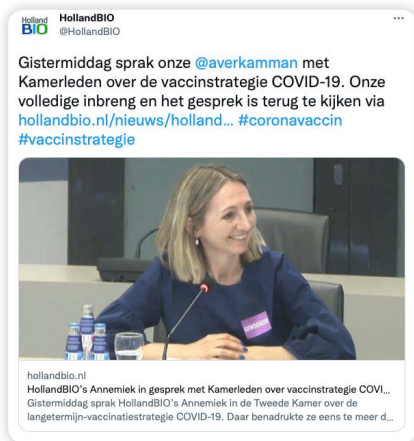 Holland
BIO
HollandBIO
@HollandBIO
Gistermiddag sprak onze @averkamman met
Kamerleden over de vaccinstrategie COVID-19. Onze
volledige inbreng en het gesprek is terug te kijken via
hollandbio.nl/nieuws/holland... #coronavaccin
#vaccinstrategie
GENODIGDE
hollandbio.nl
HollandBIO's Annemiek in gesprek met Kamerleden over vaccinstrategie COVI...
Gistermiddag sprak HollandBIO's Annemiek in de Tweede Kamer over de
langetermijn-vaccinatiestrategie COVID-19. Daar benadrukte ze eens te meer d...